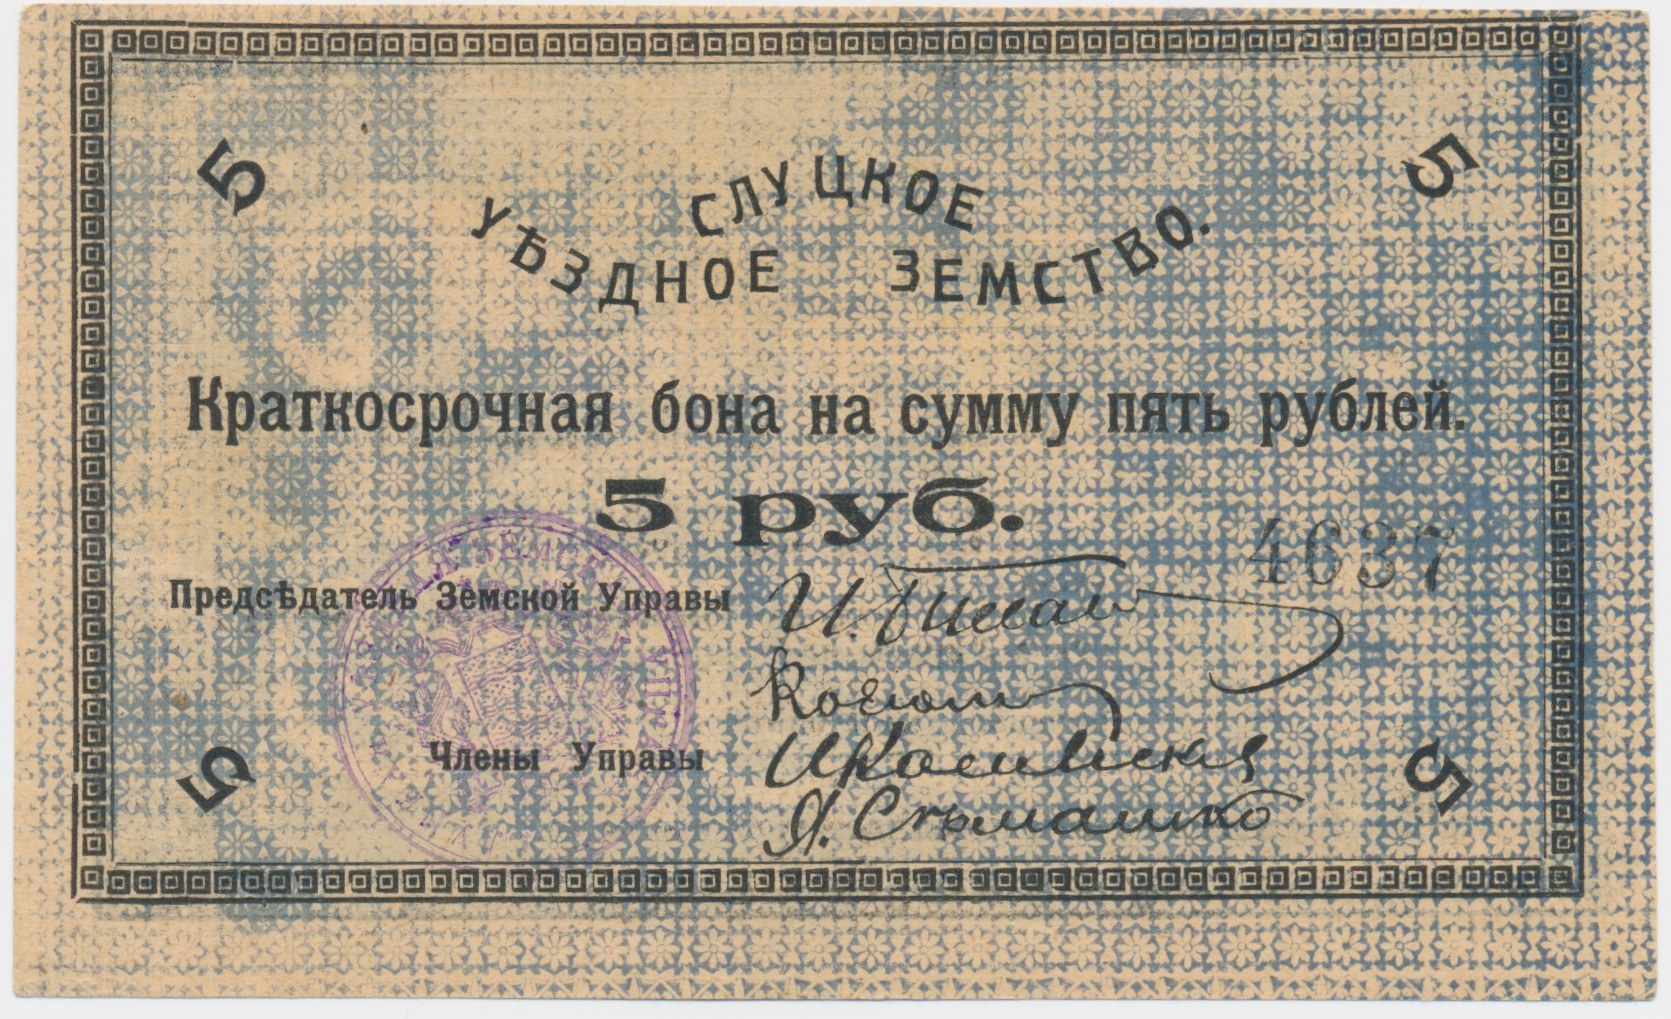 5 5
СЛУЦКОЕ
УѢЗДНОЕ ЗЕМСТВО.
Краткосрочная бона на сумму пять рублей.
5 руб.
4637
Предсѣдатель Земской Управы
Члены Управы
Я. Съмашко
5 5